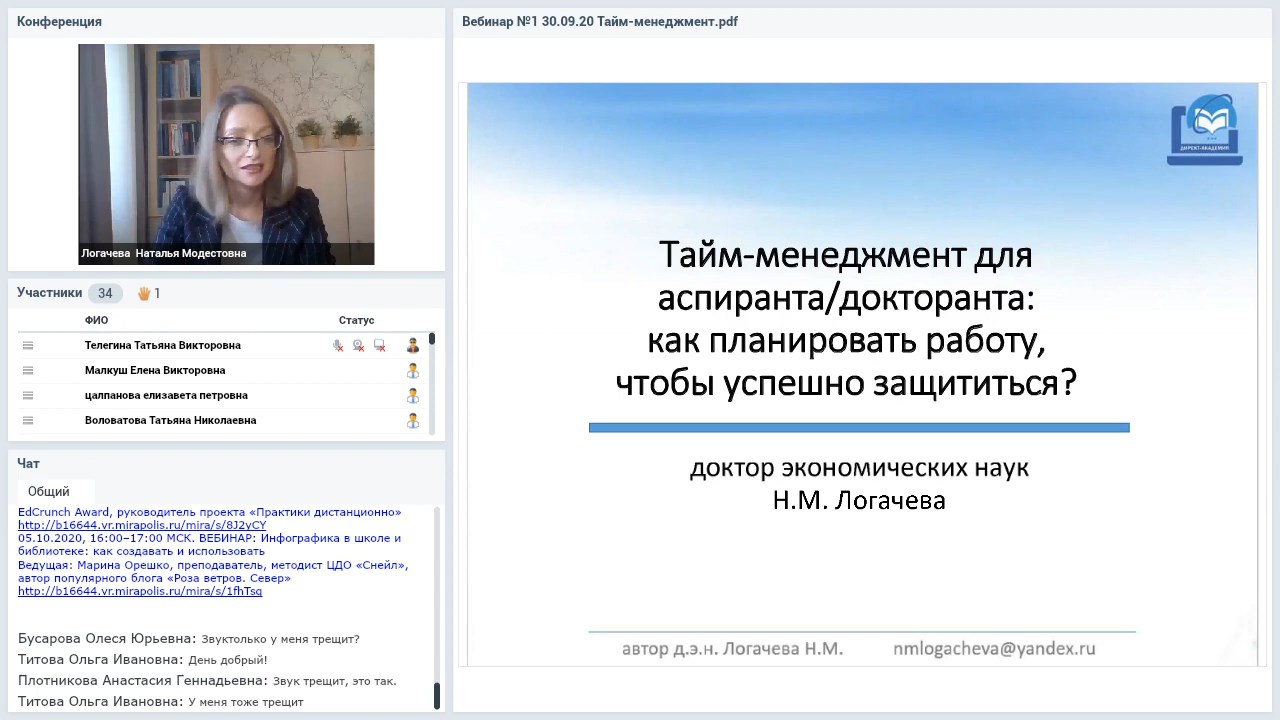 Конференция
Логачева Наталья Модестовна
Участники 34 1
ФИО Статус
Телегина Татьяна Викторовна
Малкуш Елена Викторовна
цалпанова елизавета петровна
Воловатова Татьяна Николаевна
Чат
Общий
EdCrunch Award, руководитель проекта «Практики дистанционно»
http://b16644.vr.mirapolis.ru/mira/s/8J2yCY
05.10.2020, 16:00–17:00 МСК. ВЕБИНАР: Инфографика в школе и
библиотеке: как создавать и использовать
Ведущая: Марина Орешко, преподаватель, методист ЦДО «Снейл»,
автор популярного блога «Роза ветров. Север»
http://b16644.vr.mirapolis.ru/mira/s/1fhTsq
Бусарова Олеся Юрьевна: Звуктолько у меня трещит?
Титова Ольга Ивановна: День добрый!
Плотникова Анастасия Геннадьевна: Звук трещит, это так.
Титова Ольга Ивановна: У меня тоже трещит
Вебинар №1 30.09.20 Тайм-менеджмент.pdf
ДИРЕКТ-АКАДЕМИЯ
Тайм-менеджмент для
аспиранта/докторанта:
как планировать работу,
чтобы успешно защититься?
доктор экономических наук
Н.М. Логачева
автор д.э.н. Логачева Н.М. nmlogacheva@yandex.ru